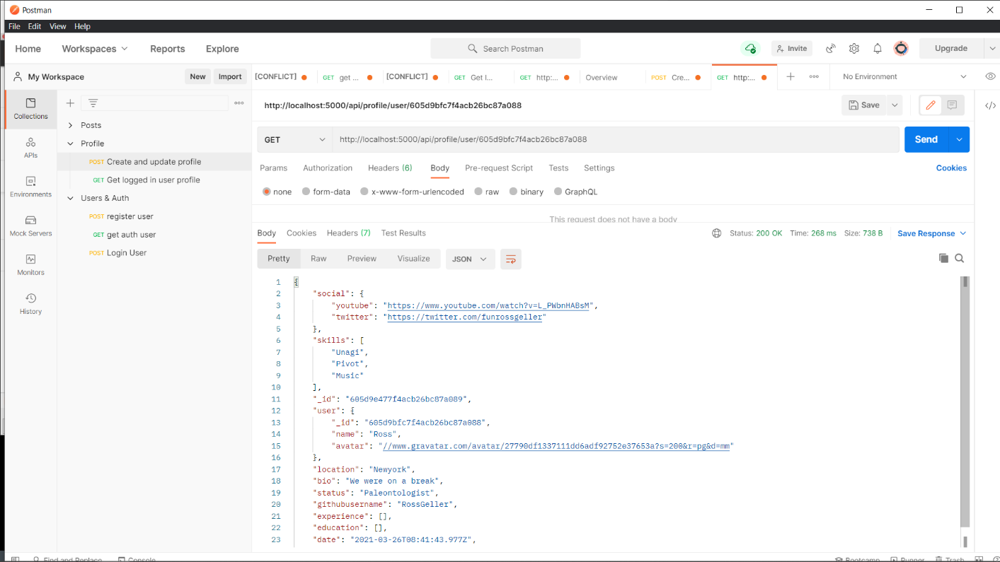 Postman
File Edit View Help
Home Workspaces Reports Explore Search Postman Invite Upgrade
My Workspace New Import [CONFLICT] GET get ... [CONFLICT] GET Get l... GET http:... Overview POST Cre... GET http:... No Environment
Collections
APIs
Environments
Mock Servers
Monitors
History
Posts
Profile
POST Create and update profile
GET Get logged in user profile
Users & Auth
POST register user
GET get auth user
POST Login User
http://localhost:5000/api/profile/user/605d9bfc7f4acb26bc87a088 Save
GET http://localhost:5000/api/profile/user/605d9bfc7f4acb26bc87a088 Send
Params Authorization Headers (6) Body Pre-request Script Tests Settings Cookies
none form-data x-www-form-urlencoded raw binary GraphQL
This request does not have a body
Body Cookies Headers (7) Test Results Status: 200 OK Time: 268 ms Size: 738 B Save Response
Pretty Raw Preview Visualize JSON
1 {
2 "social": {
3 "youtube": "https://www.youtube.com/watch?v=L_PWbnHABsM",
4 "twitter": "https://twitter.com/funrossgeller"
5 },
6 "skills": [
7 "Unagi",
8 "Pivot",
9 "Music"
10 ],
11 "_id": "605d9e477f4acb26bc87a089",
12 "user": {
13 "_id": "605d9bfc7f4acb26bc87a088",
14 "name": "Ross",
15 "avatar": "//www.gravatar.com/avatar/27790df1337111dd6adf92752e37653a?s=200&r=pg&d=mm"
16 },
17 "location": "Newyork",
18 "bio": "We were on a break",
19 "status": "Paleontologist",
20 "githubusername": "RossGeller",
21 "experience": [],
22 "education": [],
23 "date": "2021-03-26T08:41:43.977Z",
Find and Replace Console Bootcamp Runner Trash